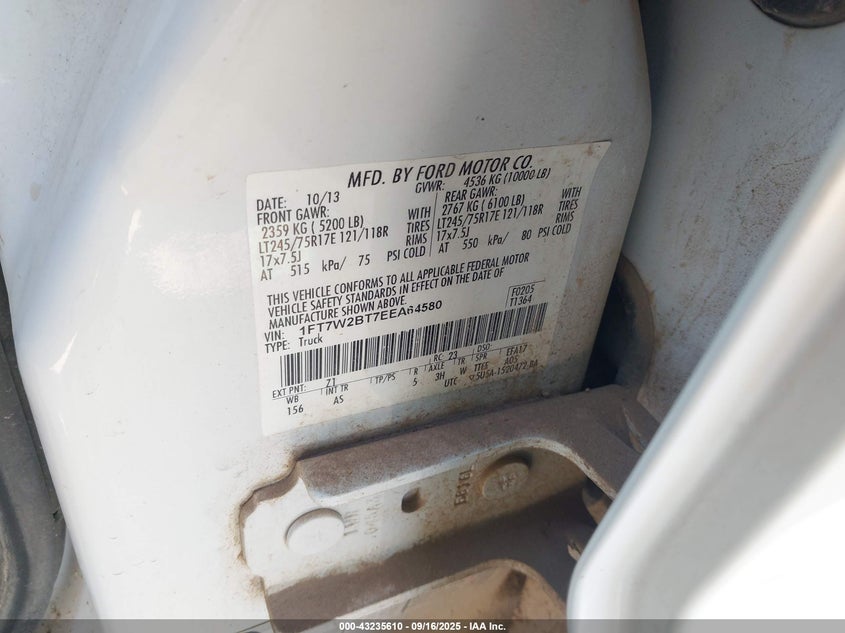 MFD. BY FORD MOTOR CO.
DATE: 10/13 GVWR: 4536 KG (10000 LB)
FRONT GAWR: REAR GAWR:
2359 KG ( 5200 LB) WITH 2767 KG ( 6100 LB) WITH
LT245/75R17E 121/118R TIRES LT245/75R17E 121/118R TIRES
17x7.5J RIMS 17x7.5J RIMS
AT 515 kPa/ 75 PSI COLD AT 550 kPa/ 80 PSI COLD
THIS VEHICLE CONFORMS TO ALL APPLICABLE FEDERAL MOTOR
VEHICLE SAFETY STANDARDS IN EFFECT ON THE DATE OF
MANUFACTURE SHOWN ABOVE.
VIN: 1FT7W2BT7EEA64580 F0205
TYPE: Truck T1364
EXT PNT: Z1 RC: 23 DSO:
WB INT TR TP/PS R AXLE TR SPR EFA17
156 AS 5 3H W TTEE A05
UTC
000-43235610 - 09/16/2025 - IAA Inc.